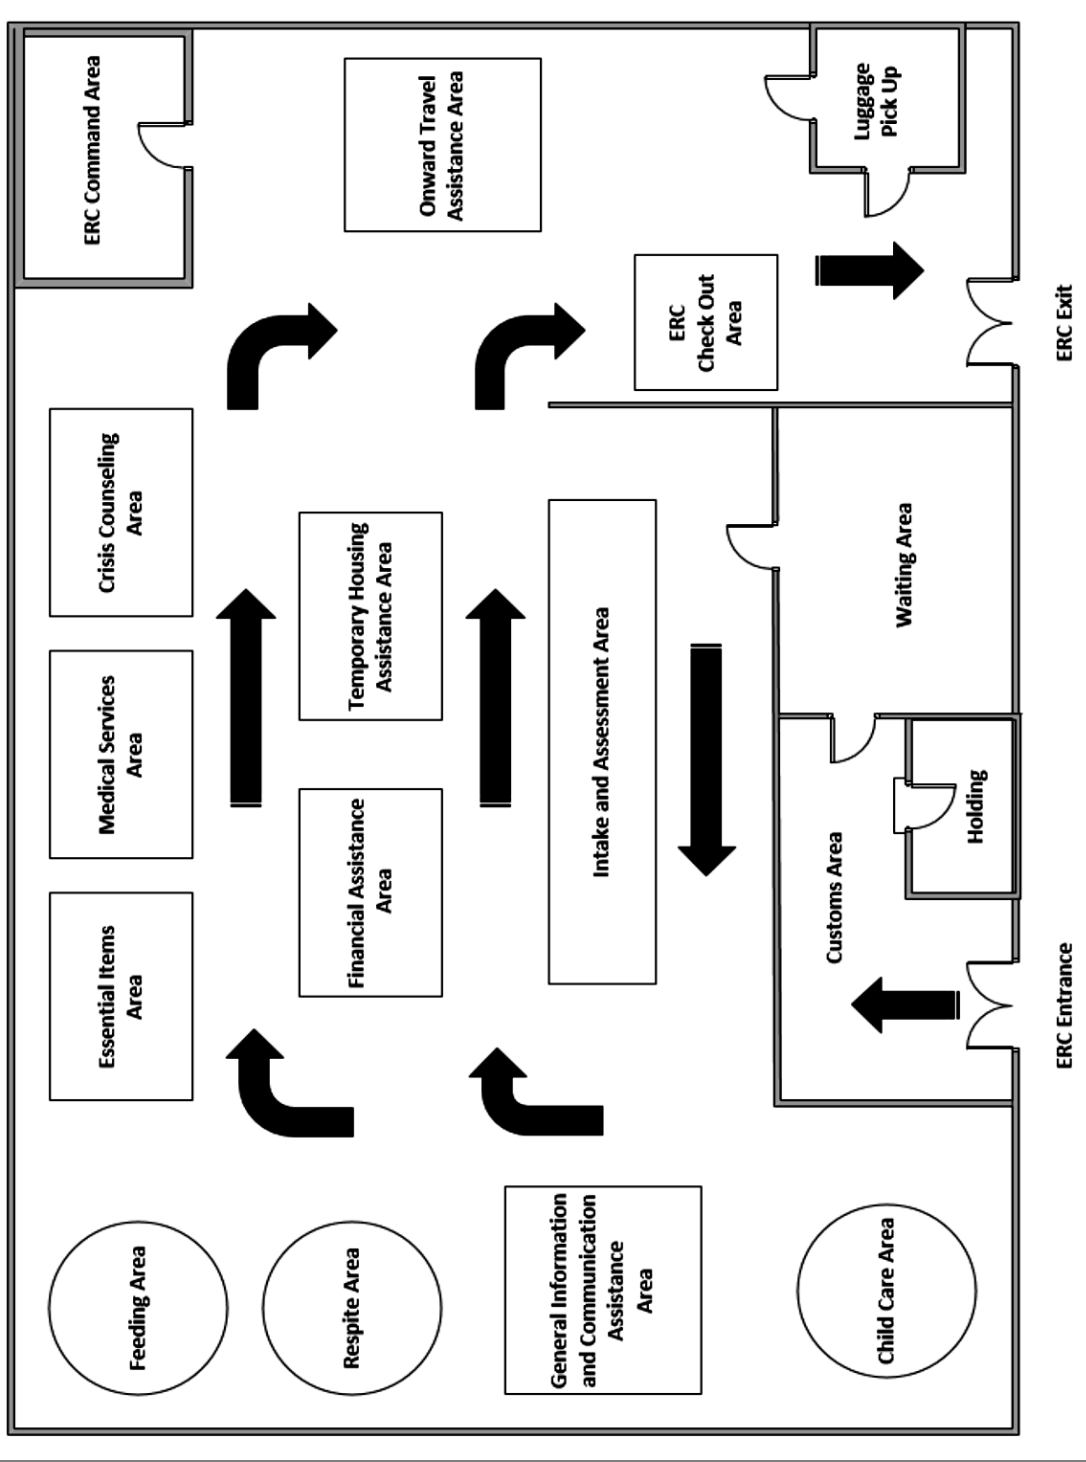 Feeding Area
Respite Area
General Information
and Communication
Assistance
Area
Child Care Area
Essential Items
Area
Medical Services
Area
Crisis Counseling
Area
ERC Command Area
Financial Assistance
Area
Temporary Housing
Assistance Area
Onward Travel
Assistance Area
Intake and Assessment Area
ERC
Check Out
Area
Luggage
Pick Up
Customs Area
Holding
Waiting Area
ERC Entrance
ERC Exit